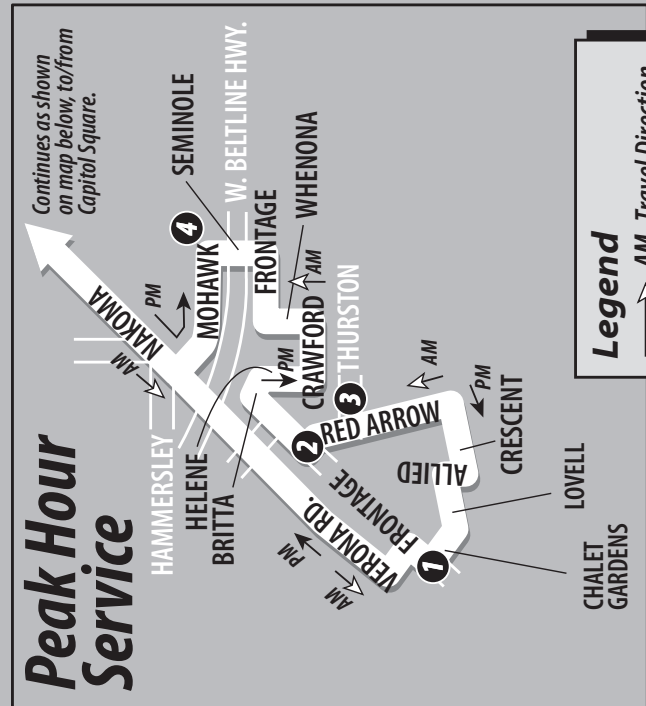 Peak Hour
Service
Continues as shown
on map below, to/from
Capitol Square.
NAKOMA
AM
PM
HAMMERSLEY
MOHAWK
4
SEMINOLE
W. BELTLINE HWY.
FRONTAGE
WHENONA
HELENE
BRITTA
PM
CRAWFORD
AM
THURSTON
VERONA RD.
PM
AM
FRONTAGE
2
3
RED ARROW
AM
PM
CRESCENT
ALLIED
LOVELL
1
CHALET
GARDENS
Legend
AM Travel Direction